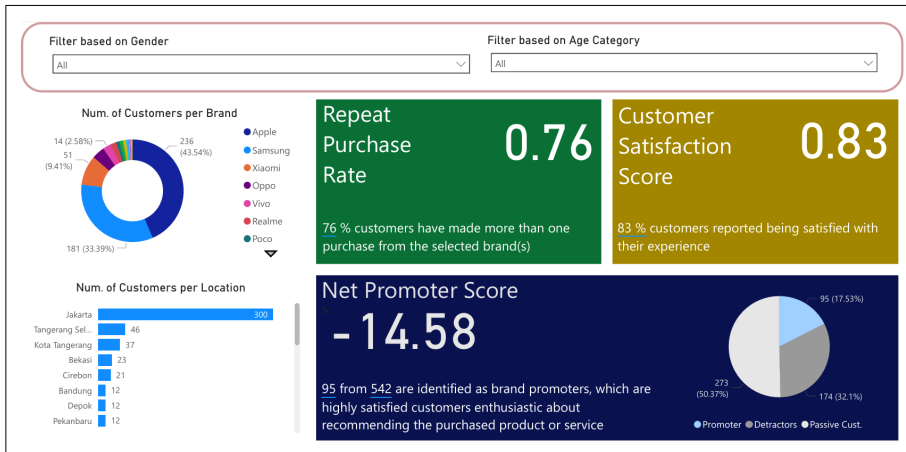 Filter based on Gender
All
Filter based on Age Category
All
Num. of Customers per Brand
14 (2.58%)
51
(9.41%)
181 (33.39%)
236
(43.54%)
Apple
Samsung
Xiaomi
Oppo
Vivo
Realme
Poco
Repeat
Purchase
Rate
0.76
76 % customers have made more than one
purchase from the selected brand(s)
Customer
Satisfaction
Score
0.83
83 % customers reported being satisfied with
their experience
Num. of Customers per Location
Jakarta 300
Tangerang Sel... 46
Kota Tangerang 37
Bekasi 23
Cirebon 21
Bandung 12
Depok 12
Pekanbaru 12
Net Promoter Score
-14.58
95 from 542 are identified as brand promoters, which are
highly satisfied customers enthusiastic about
recommending the purchased product or service
95 (17.53%)
273
(50.37%)
174 (32.1%)
Promoter Detractors Passive Cust.